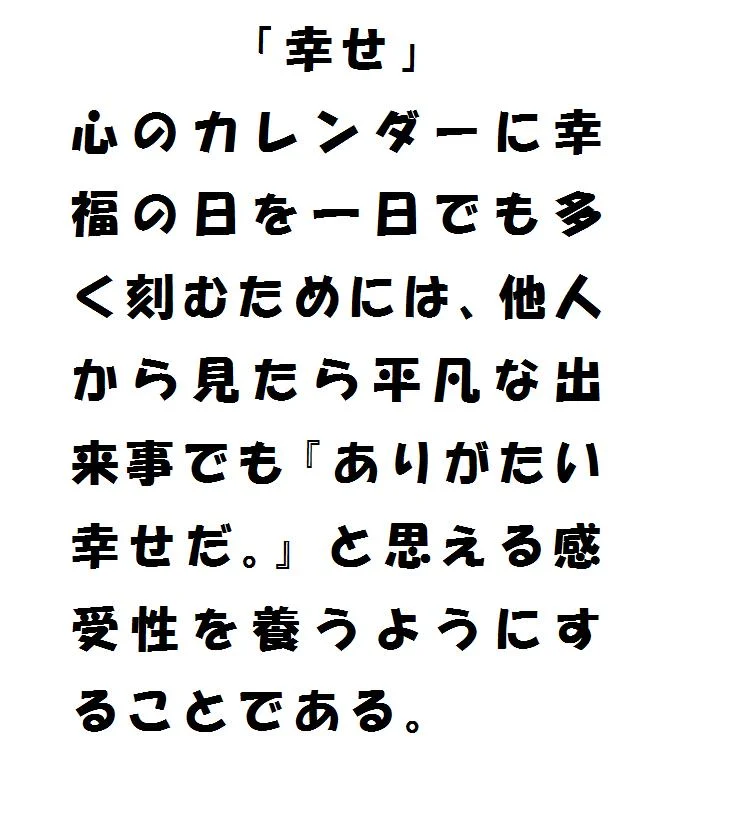 「幸せ」
心のカレンダーに幸
福の日を一日でも多
く刻むためには、他人
から見たら平凡な出
来事でも『ありがたい
幸せだ。』と思える感
受性を養うようにす
ることである。